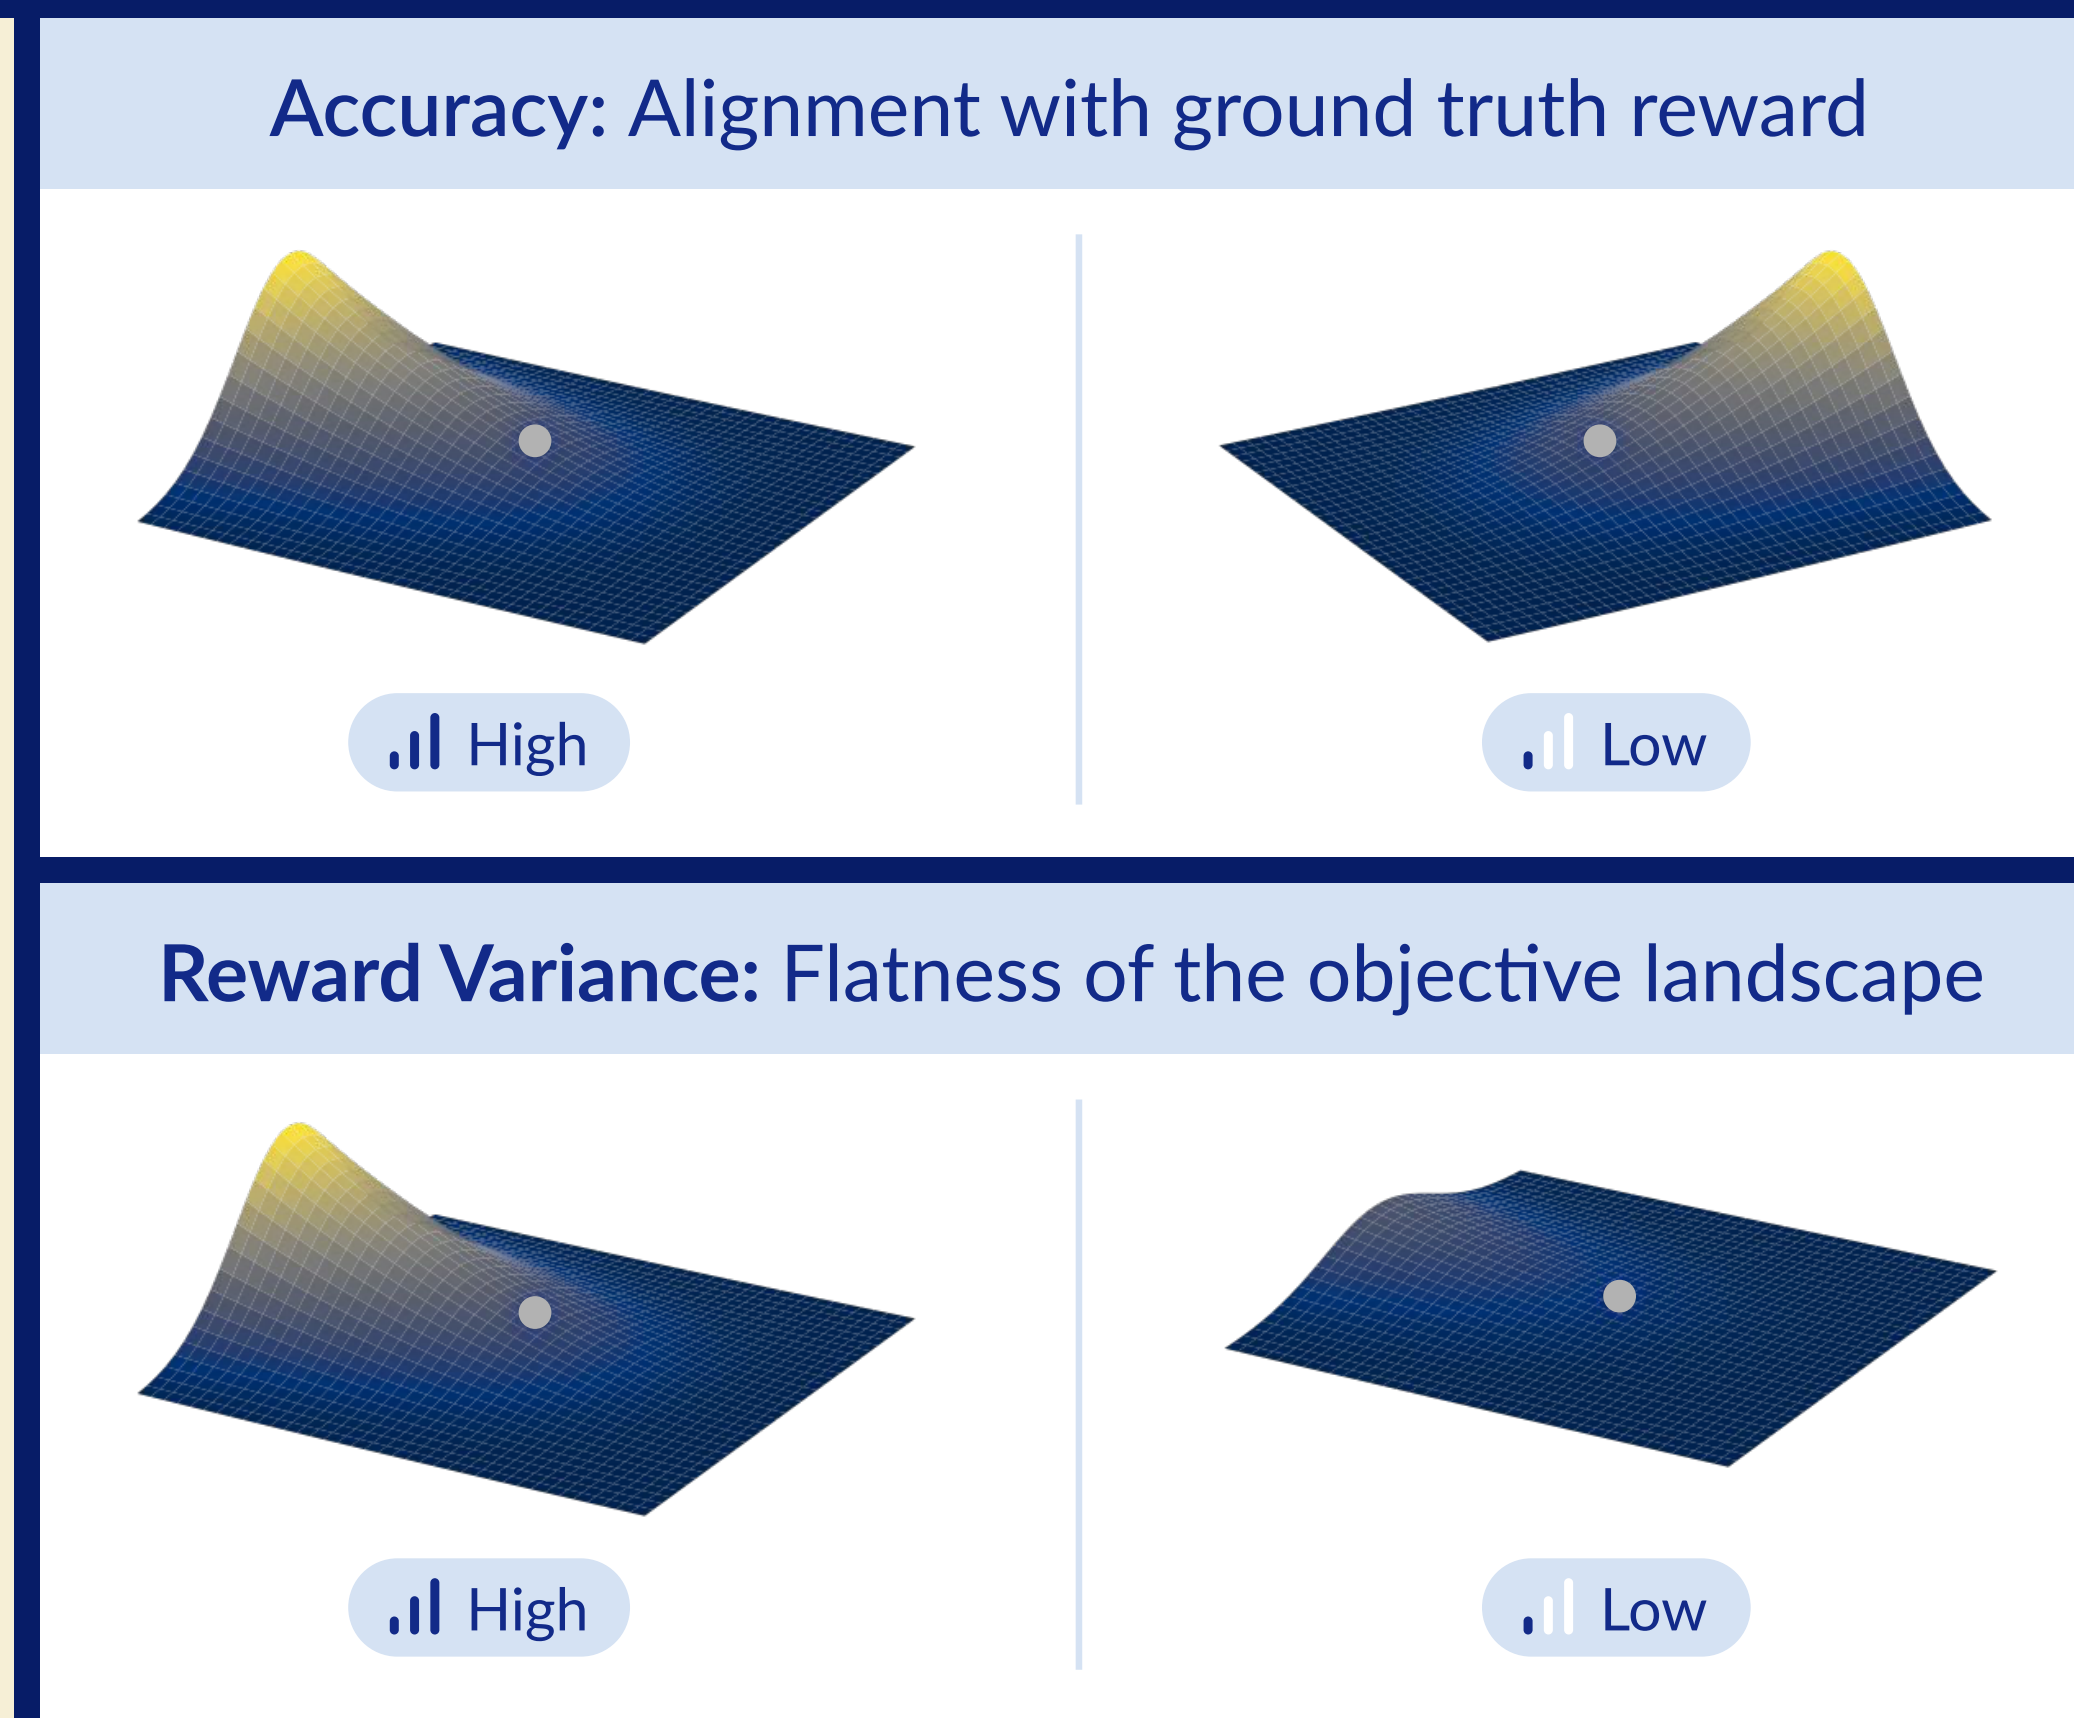 Accuracy: Alignment with ground truth reward
High
Low
Reward Variance: Flatness of the objective landscape
High
Low